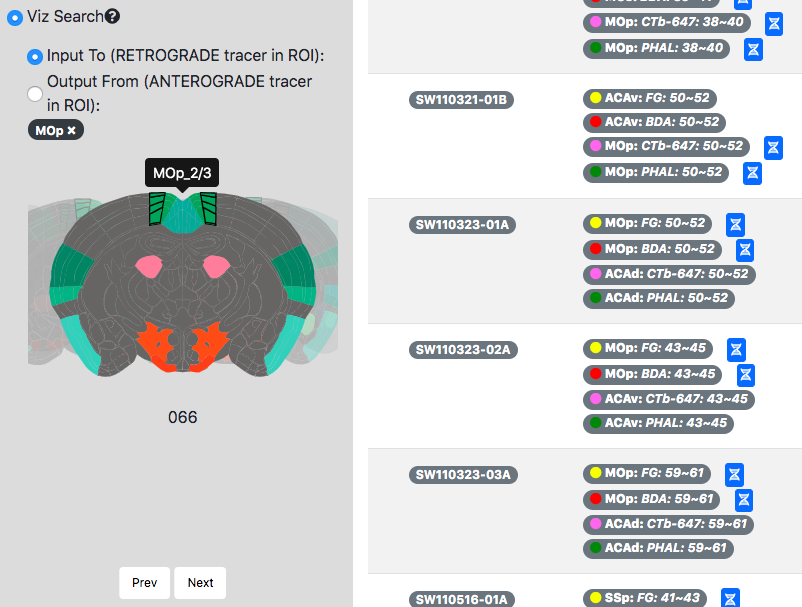 Viz Search
Input To (RETROGRADE tracer in ROI):
Output From (ANTEROGRADE tracer
in ROI):
MOp ×
MOp_2/3
066
Prev
Next
MOp: CTb-647: 38~40
MOp: PHAL: 38~40
SW110321-01B
ACAv: FG: 50~52
ACAv: BDA: 50~52
MOp: CTb-647: 50~52
MOp: PHAL: 50~52
SW110323-01A
MOp: FG: 50~52
MOp: BDA: 50~52
ACAd: CTb-647: 50~52
ACAd: PHAL: 50~52
SW110323-02A
MOp: FG: 43~45
MOp: BDA: 43~45
ACAv: CTb-647: 43~45
ACAv: PHAL: 43~45
SW110323-03A
MOp: FG: 59~61
MOp: BDA: 59~61
ACAd: CTb-647: 59~61
ACAd: PHAL: 59~61
SW110516-01A
SSp: FG: 41~43